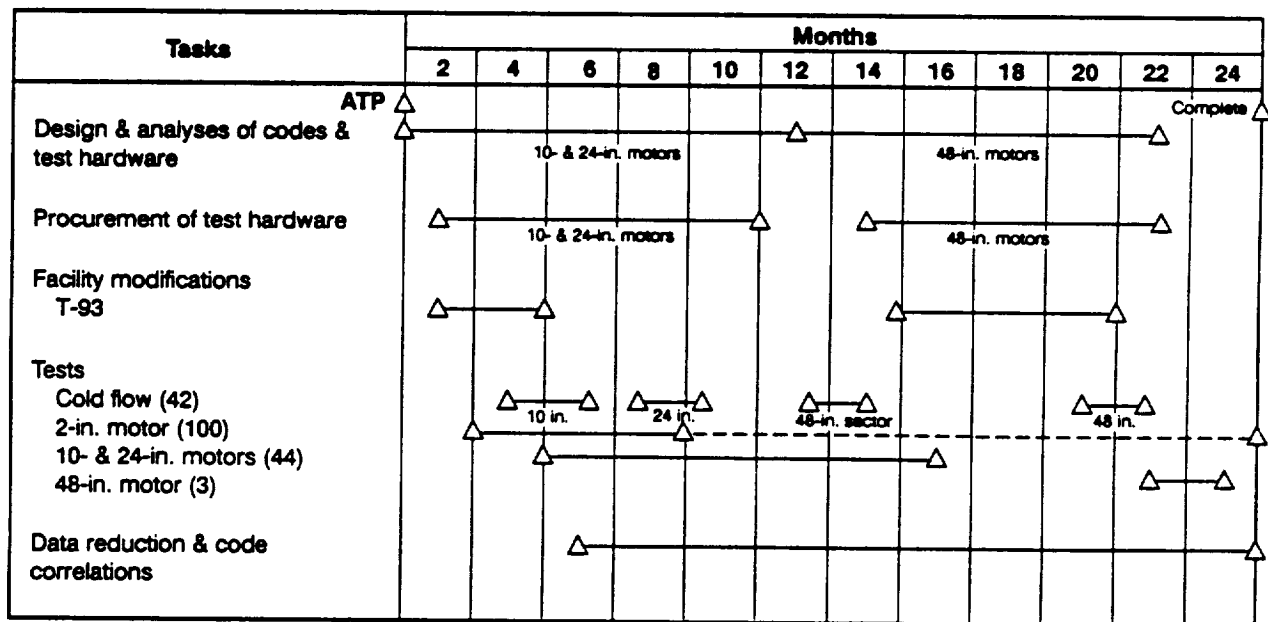 Tasks
Months
2 4 6 8 10 12 14 16 18 20 22 24
ATP
Complete
Design & analyses of codes &
test hardware
10- & 24-in. motors
48-in. motors
Procurement of test hardware
10- & 24-in. motors
48-in. motors
Facility modifications
T-93
Tests
Cold flow (42)
10 in.
24 in.
48-in. sector
48 in.
2-in. motor (100)
10- & 24-in. motors (44)
48-in. motor (3)
Data reduction & code
correlations